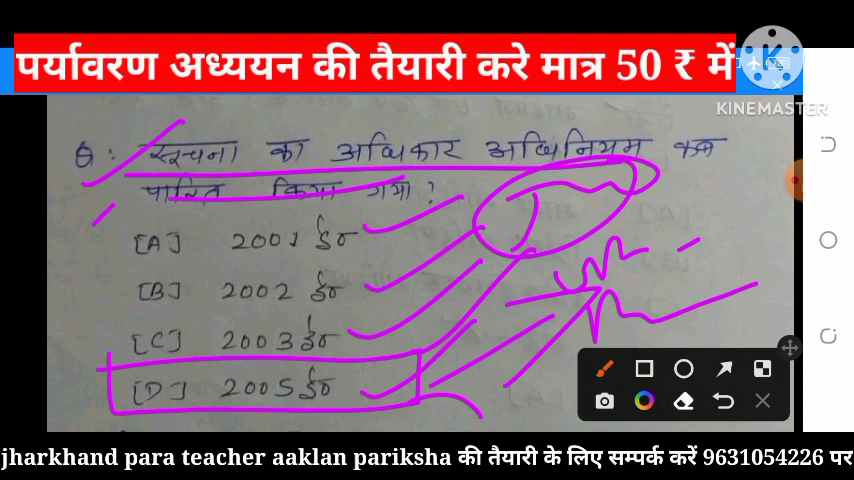 पर्यावरण अध्ययन की तैयारी करे मात्र 50 ₹ में
KINEMASTER
Q: सूचना का अधिकार अधिनियम कब
पारित किया गया ?
[A] 2001 ई०
[B] 2002 ई०
[C] 2003 ई०
[D] 2005 ई०
jharkhand para teacher aaklan pariksha की तैयारी के लिए सम्पर्क करें 9631054226 पर